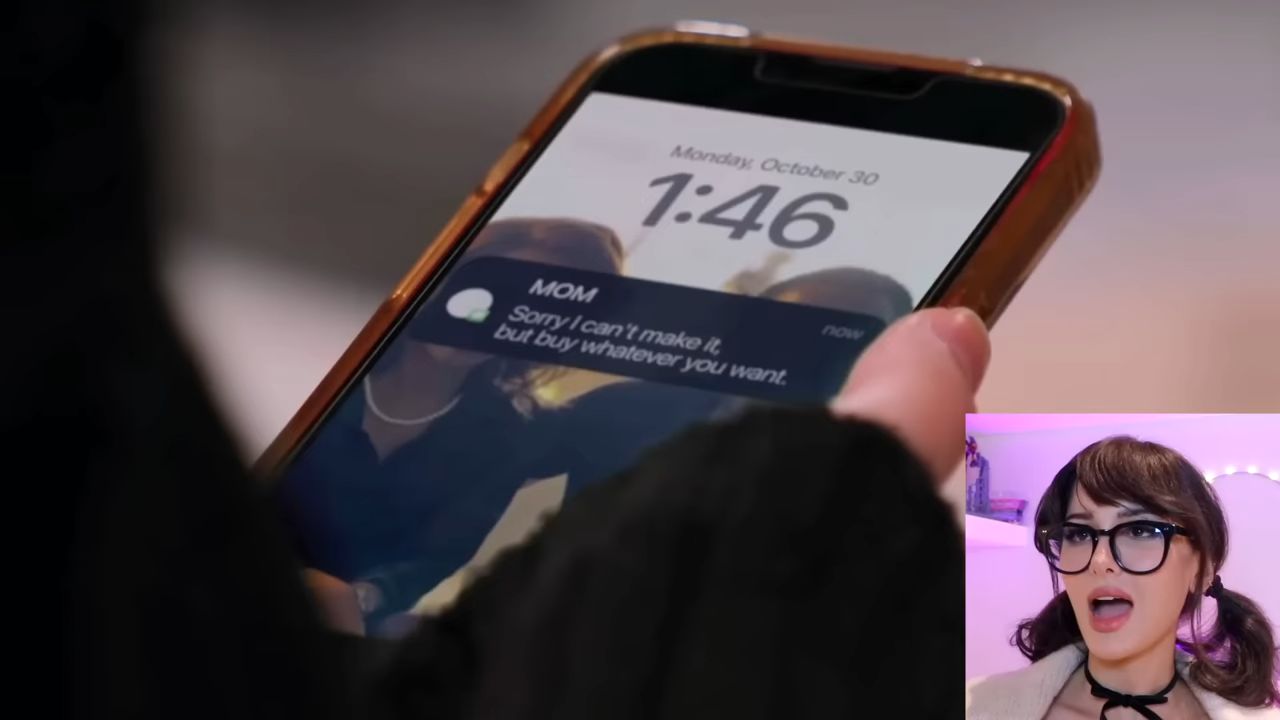 Monday, October 30
1:46
MOM
now
Sorry I can't make it,
but buy whatever you want.